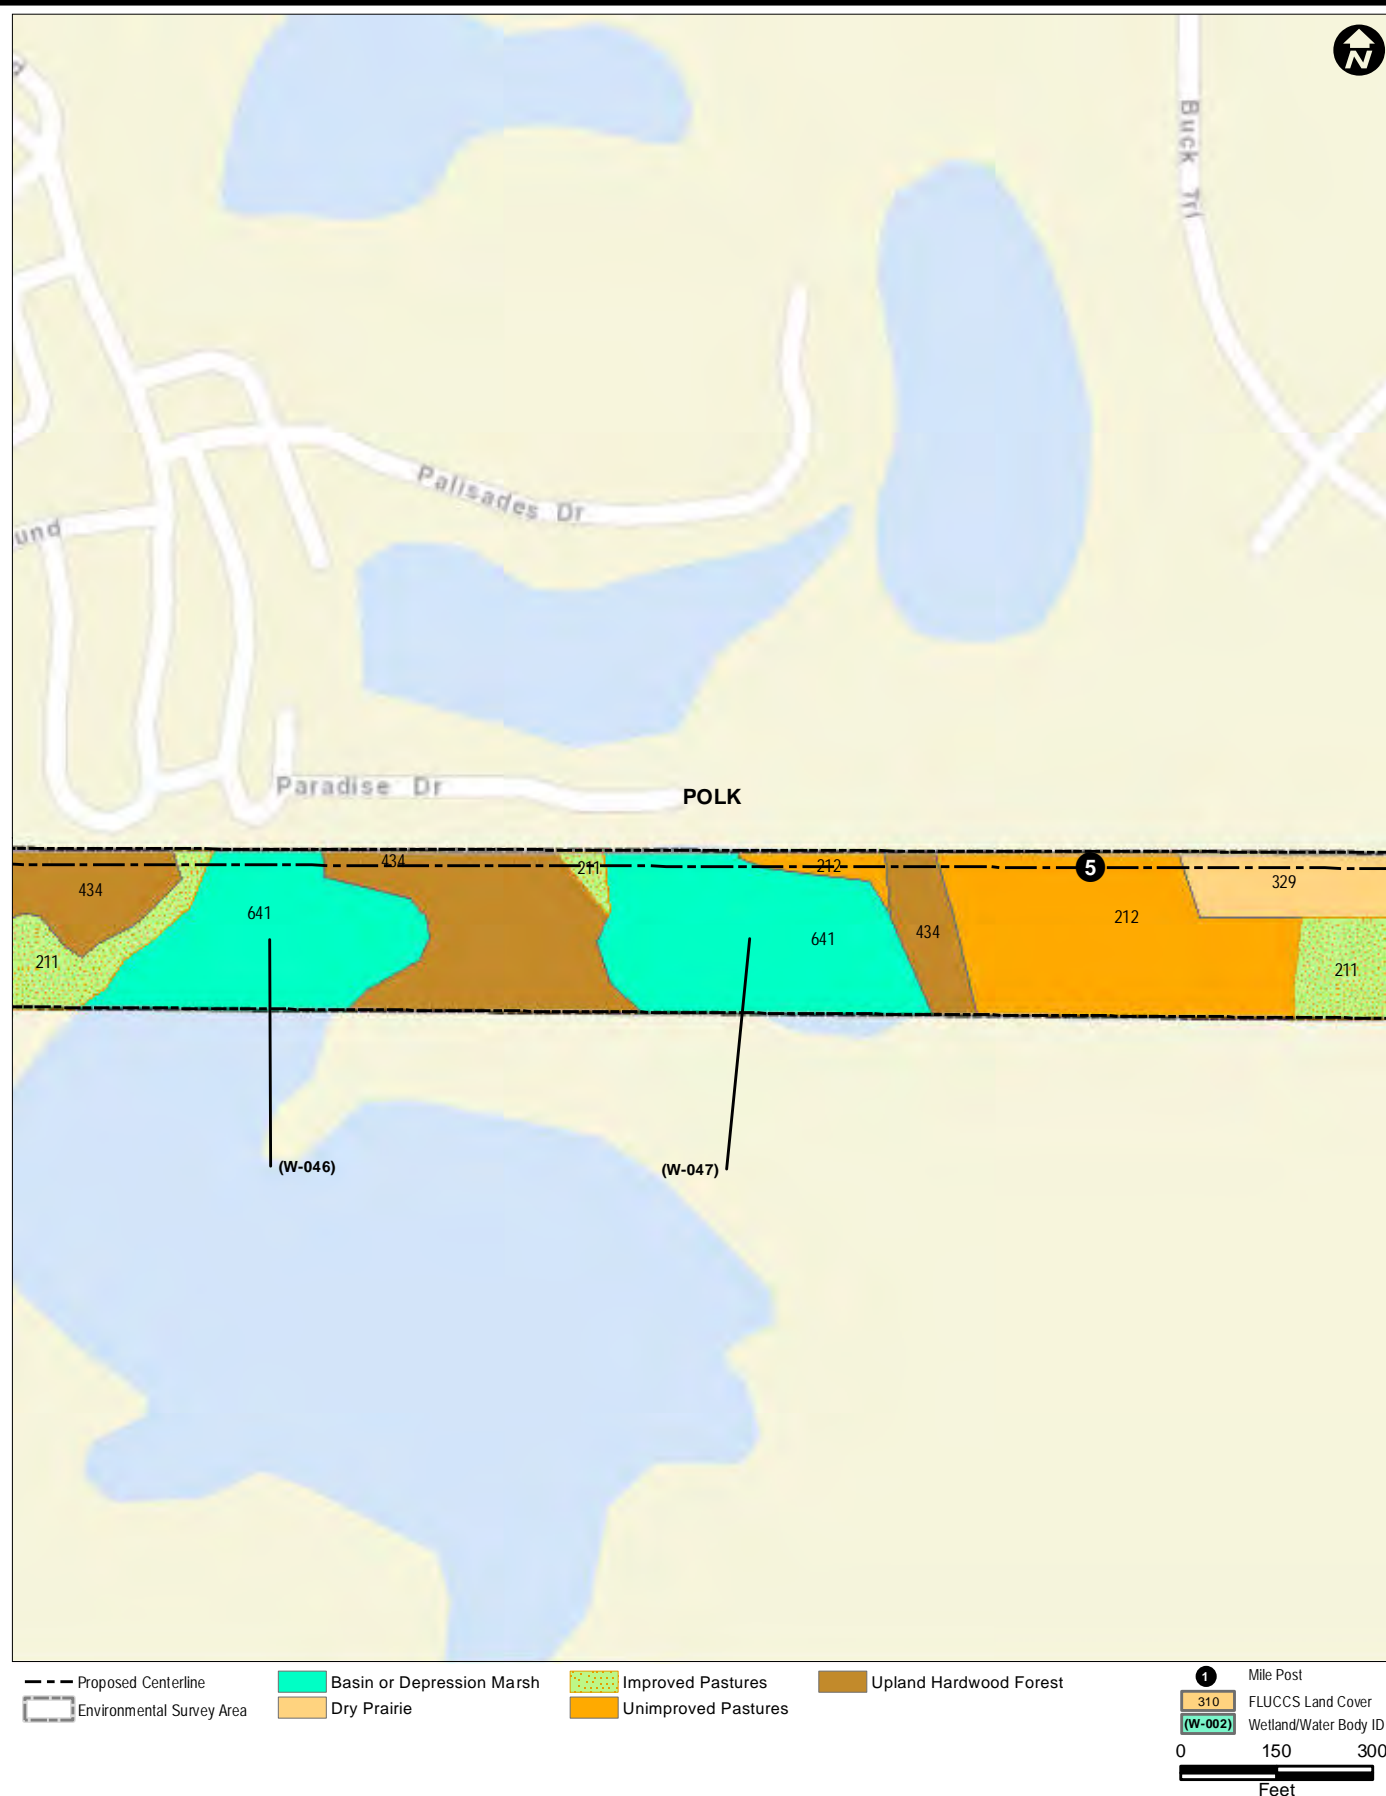 N
Buck Trl
Palisades Dr
und
Paradise Dr
POLK
434
211
212
5
434
329
641
212
641
434
211
211
(W-046)
(W-047)
Proposed Centerline
Environmental Survey Area
Basin or Depression Marsh
Dry Prairie
Improved Pastures
Unimproved Pastures
Upland Hardwood Forest
1 Mile Post
310 FLUCCS Land Cover
(W-002) Wetland/Water Body ID
0 150 300
Feet